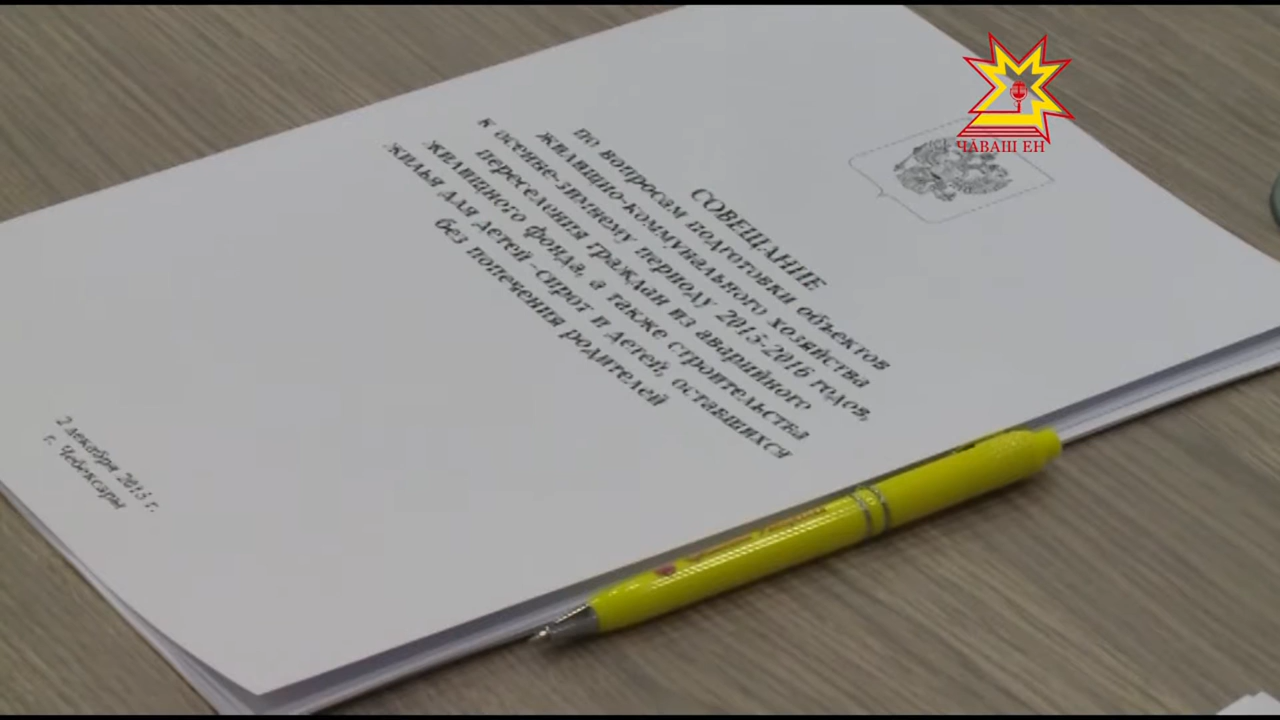 ЧӐВАШ ЕН
СОВЕЩАНИЕ
по вопросам подготовки объектов
жилищно-коммунального хозяйства
к осенне-зимнему периоду 2015-2016 годов,
переселения граждан из аварийного
жилищного фонда, а также строительства
жилья для детей-сирот и детей, оставшихся
без попечения родителей
2 декабря 2015 г.
г. Чебоксары